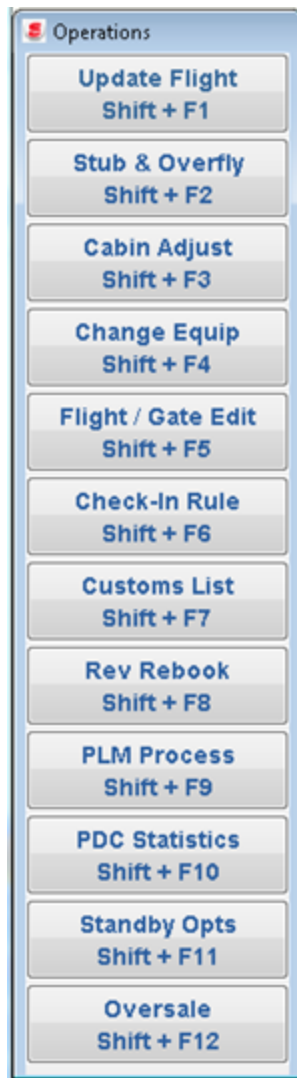 Operations
Update Flight
Shift + F1
Stub & Overfly
Shift + F2
Cabin Adjust
Shift + F3
Change Equip
Shift + F4
Flight / Gate Edit
Shift + F5
Check-In Rule
Shift + F6
Customs List
Shift + F7
Rev Rebook
Shift + F8
PLM Process
Shift + F9
PDC Statistics
Shift + F10
Standby Opts
Shift + F11
Oversale
Shift + F12